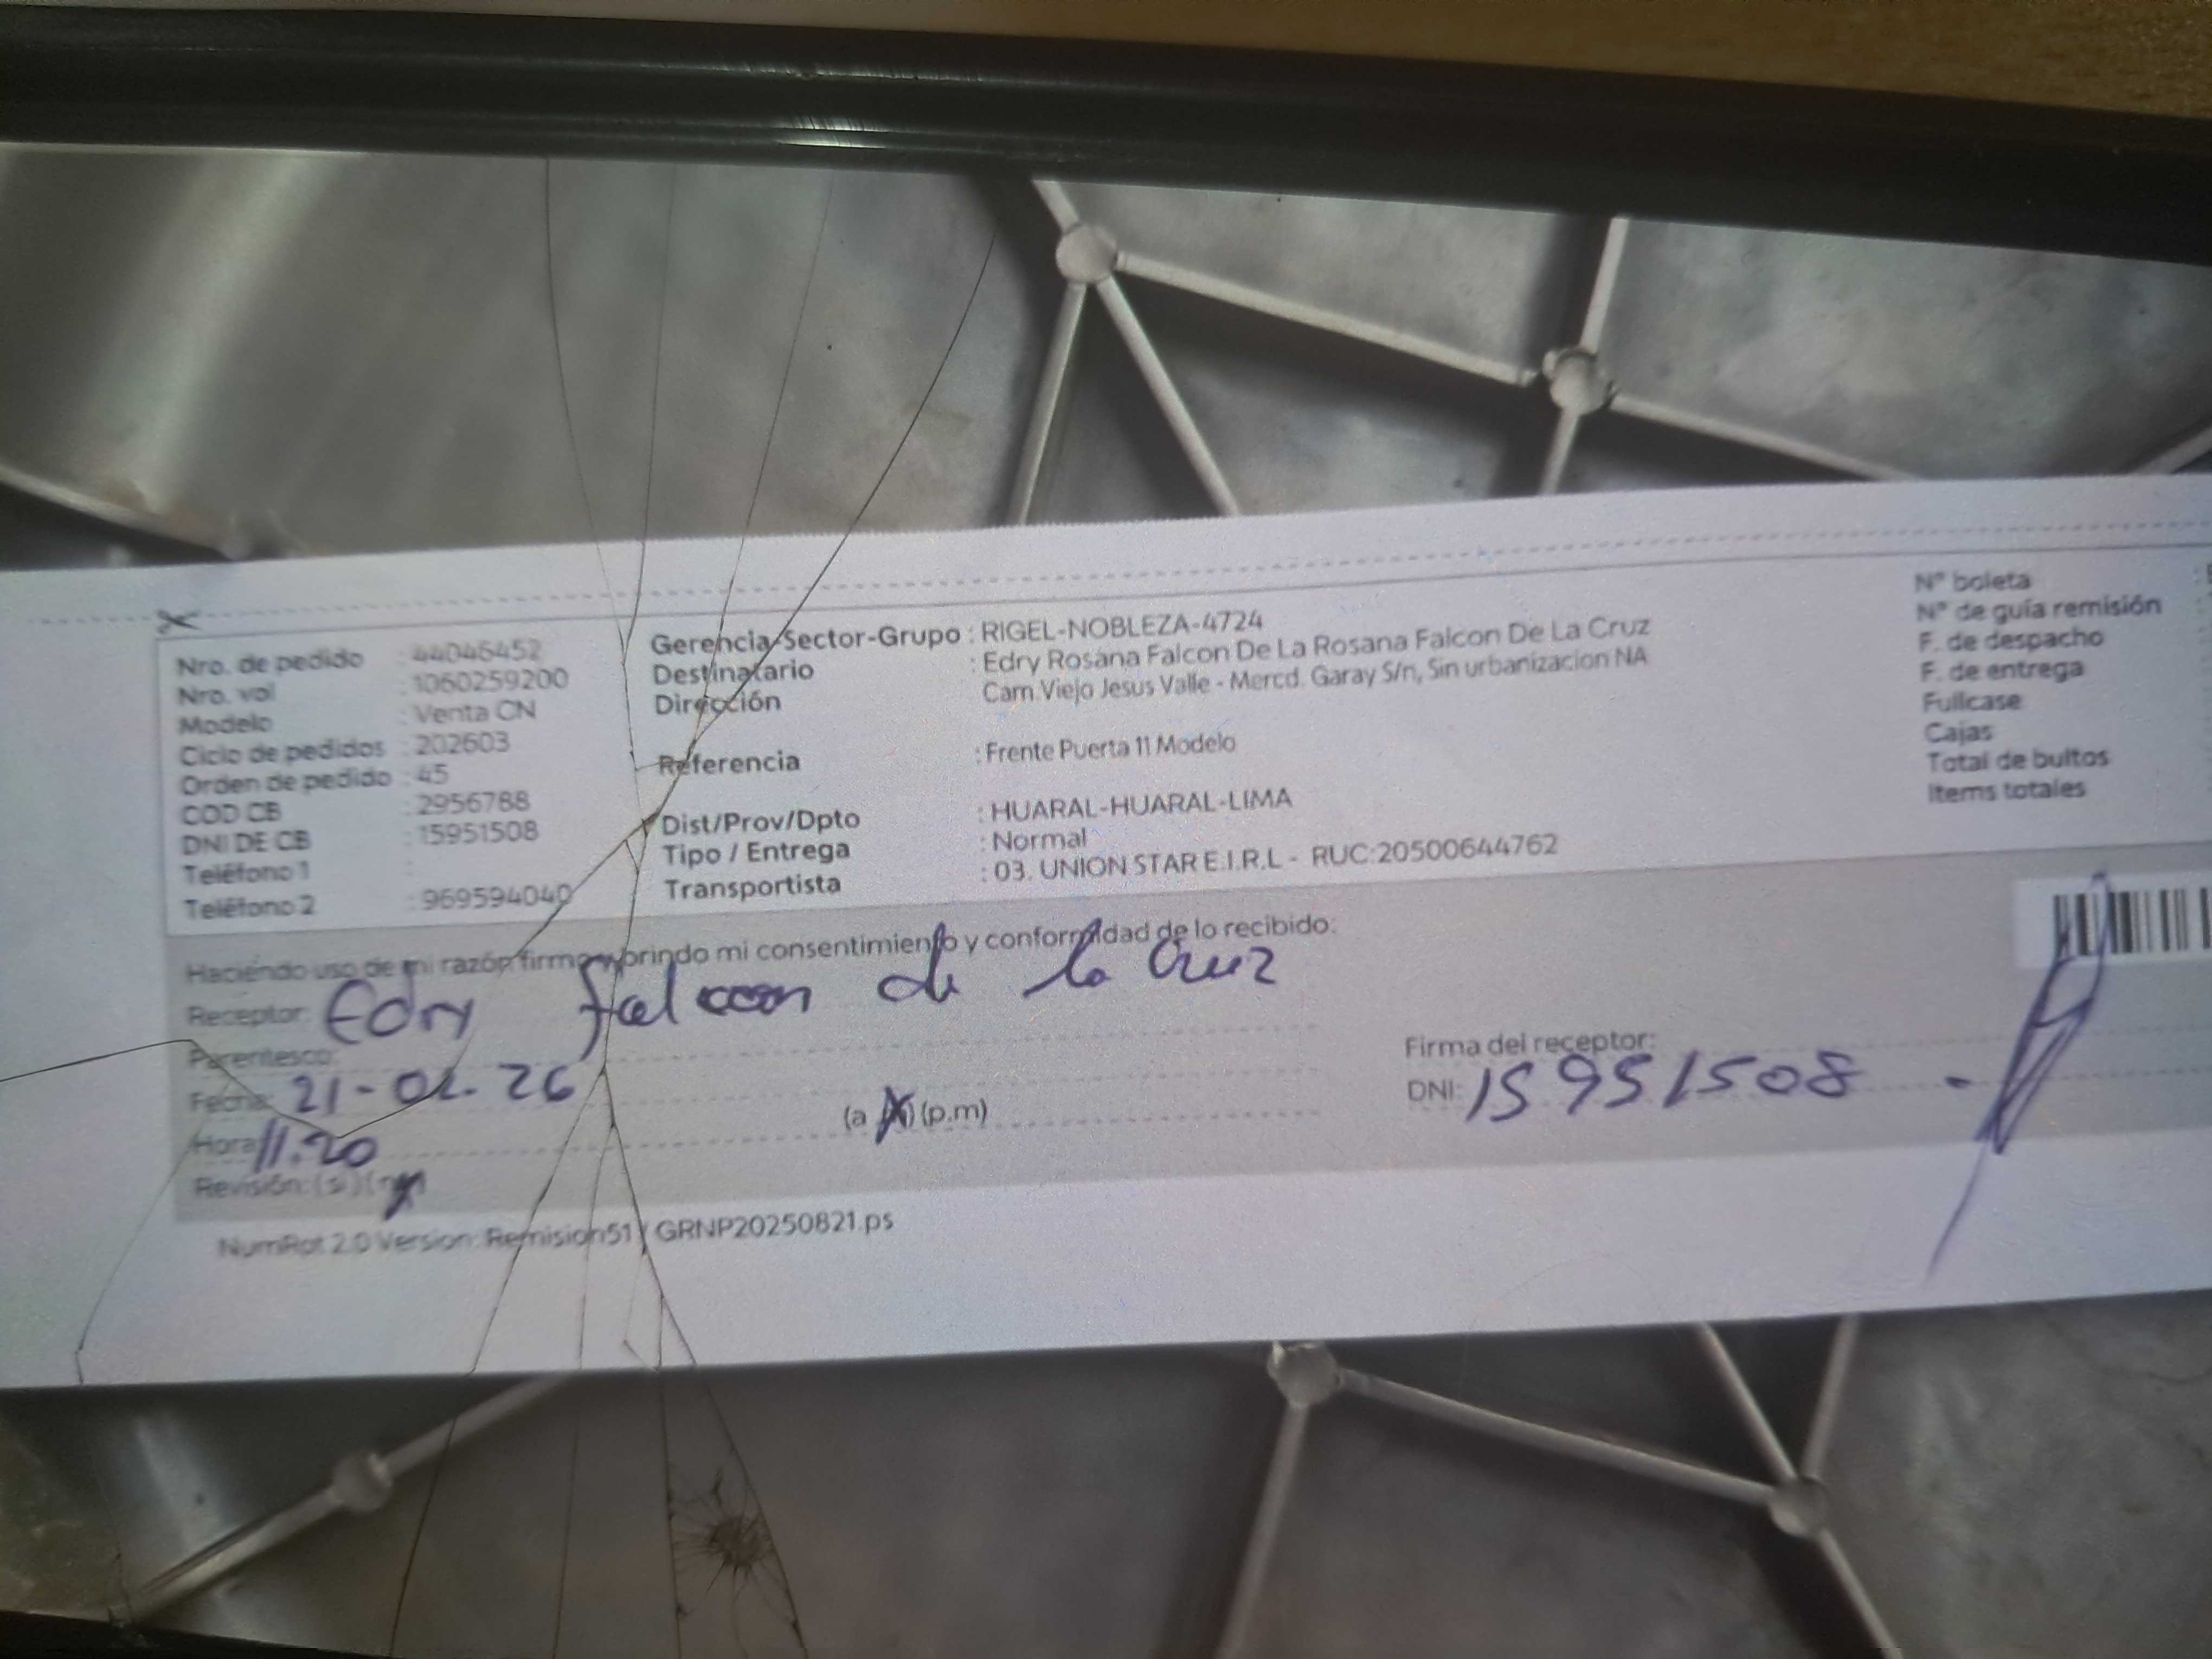 Nro. de pedido : 44046452
Nro. vol : 1060259200
Modelo : Venta CN
Ciclo de pedidos : 202603
Orden de pedido : 45
COD CB : 2956788
DNI DE CB : 15951508
Teléfono 1 :
Teléfono 2 : 969594040
Gerencia-Sector-Grupo : RIGEL-NOBLEZA-4724
Destinatario : Edry Rosana Falcon De La Rosana Falcon De La Cruz
Dirección Cam.Viejo Jesus Valle - Mercd. Garay S/n, Sin urbanizacion NA
Referencia : Frente Puerta 11 Modelo
Dist/Prov/Dpto : HUARAL-HUARAL-LIMA
Tipo / Entrega : Normal
Transportista : 03. UNION STAR E.I.R.L - RUC:20500644762
N° boleta :
N° de guía remisión :
F. de despacho
F. de entrega
Fullcase
Cajas
Total de bultos
Items totales
Haciendo uso de mi razón firmo y brindo mi consentimiento y conformidad de lo recibido:
Receptor: Edry falcon de la Cruz
Parentesco:
Fecha: 21-02-26
Hora 11:20 (a (p.m)
Revisión: (si) (no)
Firma del receptor:
DNI: 15951508 -
NumRot 2.0 Version: Remision51 / GRNP20250821.ps